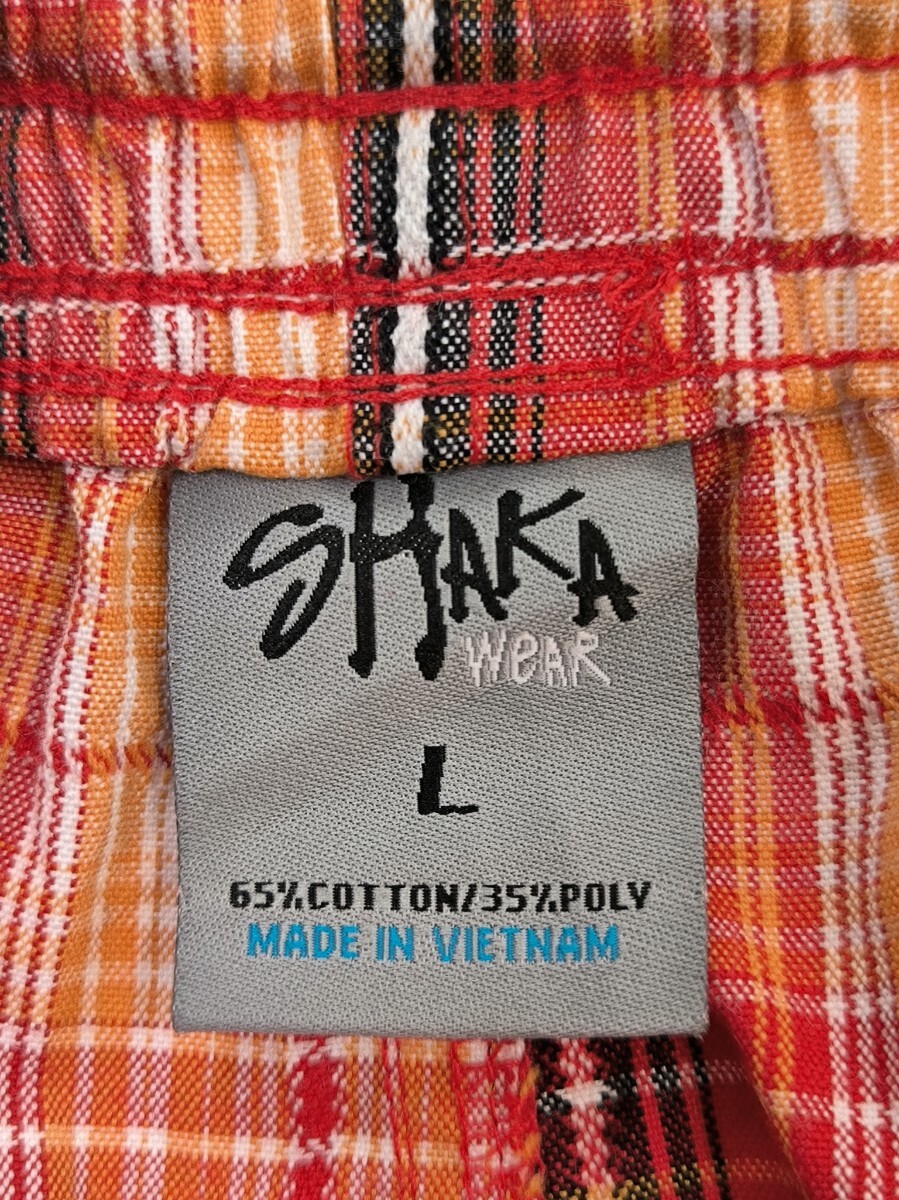 SHAKA
WEAR
L
65%COTTON/35%POLY
MADE IN VIETNAM